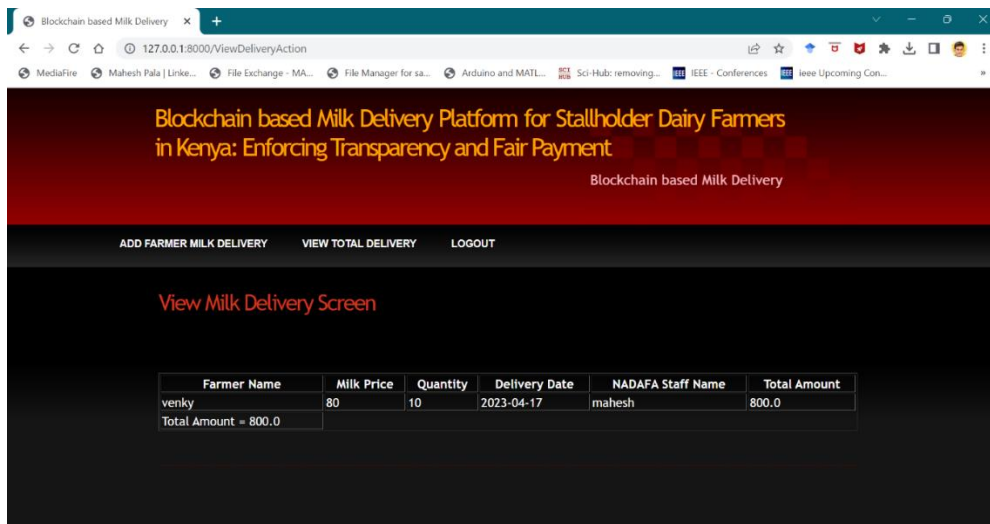 Blockchain based Milk Delivery
127.0.0.1:8000/ViewDeliveryAction
MediaFire Mahesh Pala | Linke... File Exchange - MA... File Manager for sa... Arduino and MATL... SCI HUB Sci-Hub: removing... IEEE IEEE - Conferences IEEE ieee Upcoming Con... »
Blockchain based Milk Delivery Platform for Stallholder Dairy Farmers
in Kenya: Enforcing Transparency and Fair Payment
Blockchain based Milk Delivery
ADD FARMER MILK DELIVERY VIEW TOTAL DELIVERY LOGOUT
View Milk Delivery Screen
Farmer Name Milk Price Quantity Delivery Date NADAFA Staff Name Total Amount
venky 80 10 2023-04-17 mahesh 800.0
Total Amount = 800.0